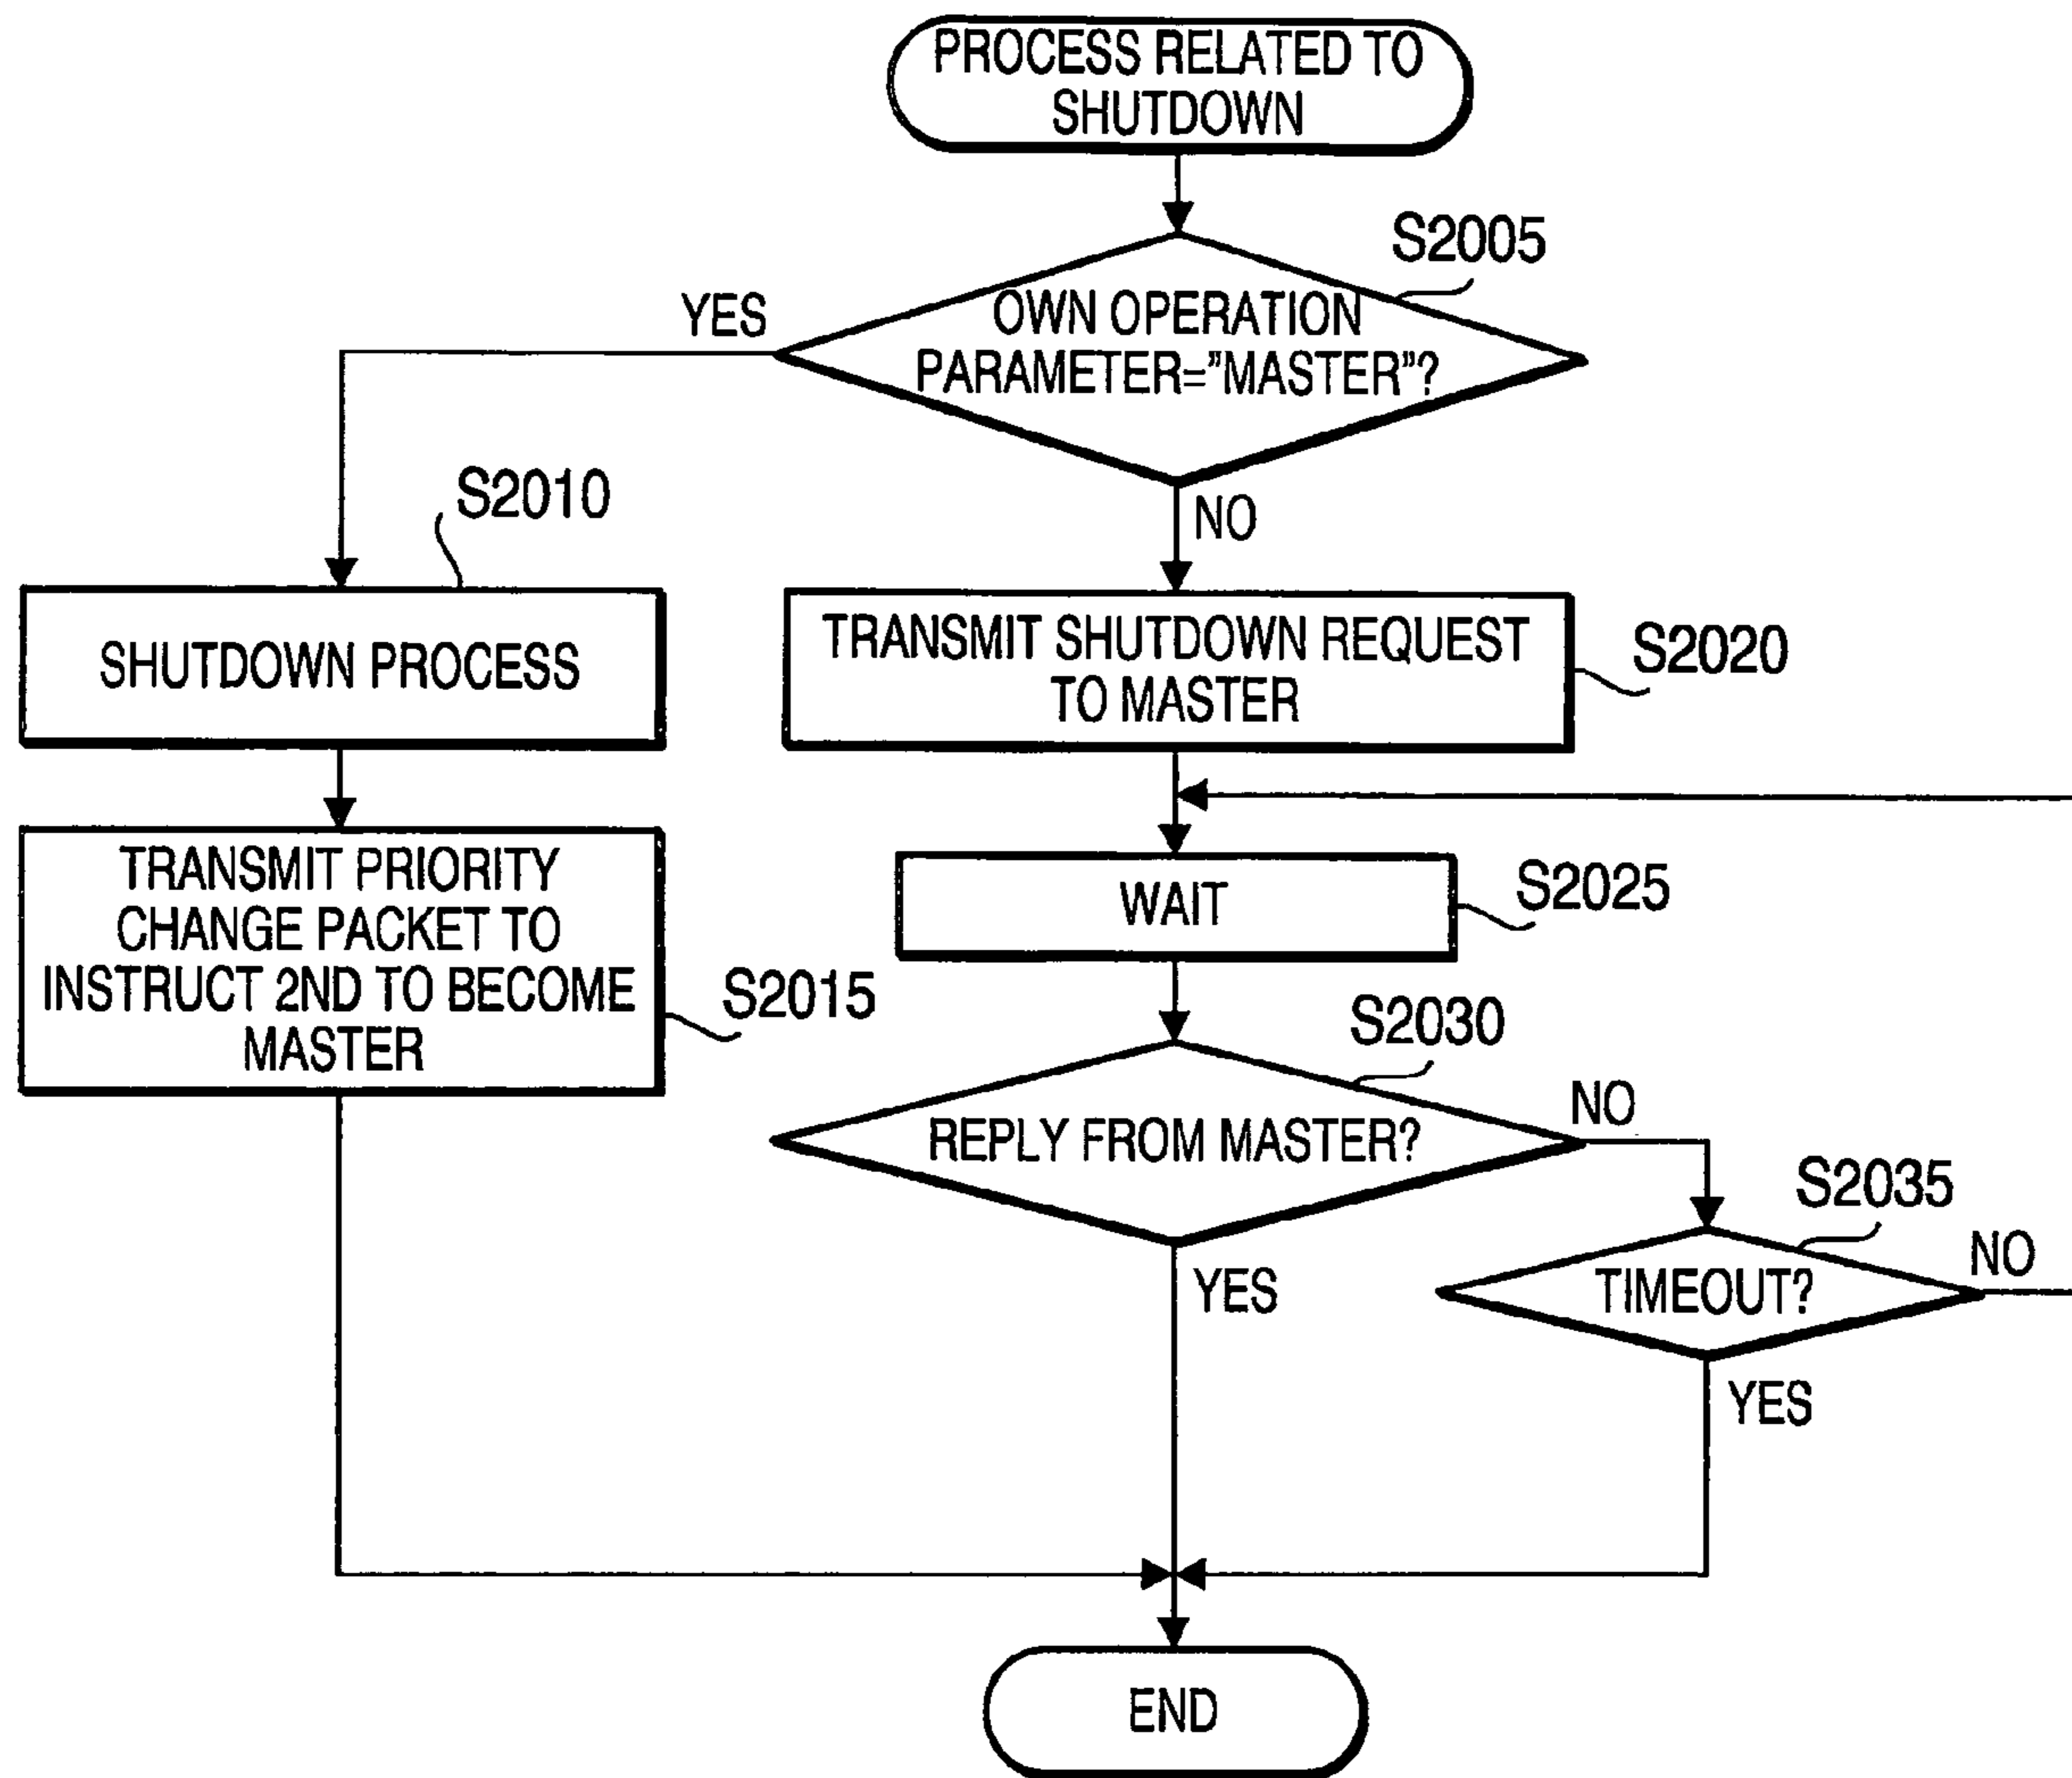 PROCESS RELATED TO
SHUTDOWN
S2005
YES
OWN OPERATION
PARAMETER=”MASTER”?
S2010
NO
SHUTDOWN PROCESS
TRANSMIT SHUTDOWN REQUEST
TO MASTER
S2020
TRANSMIT PRIORITY
CHANGE PACKET TO
INSTRUCT 2ND TO BECOME
MASTER
S2015
WAIT
S2025
S2030
REPLY FROM MASTER?
NO
S2035
YES
TIMEOUT?
NO
YES
END